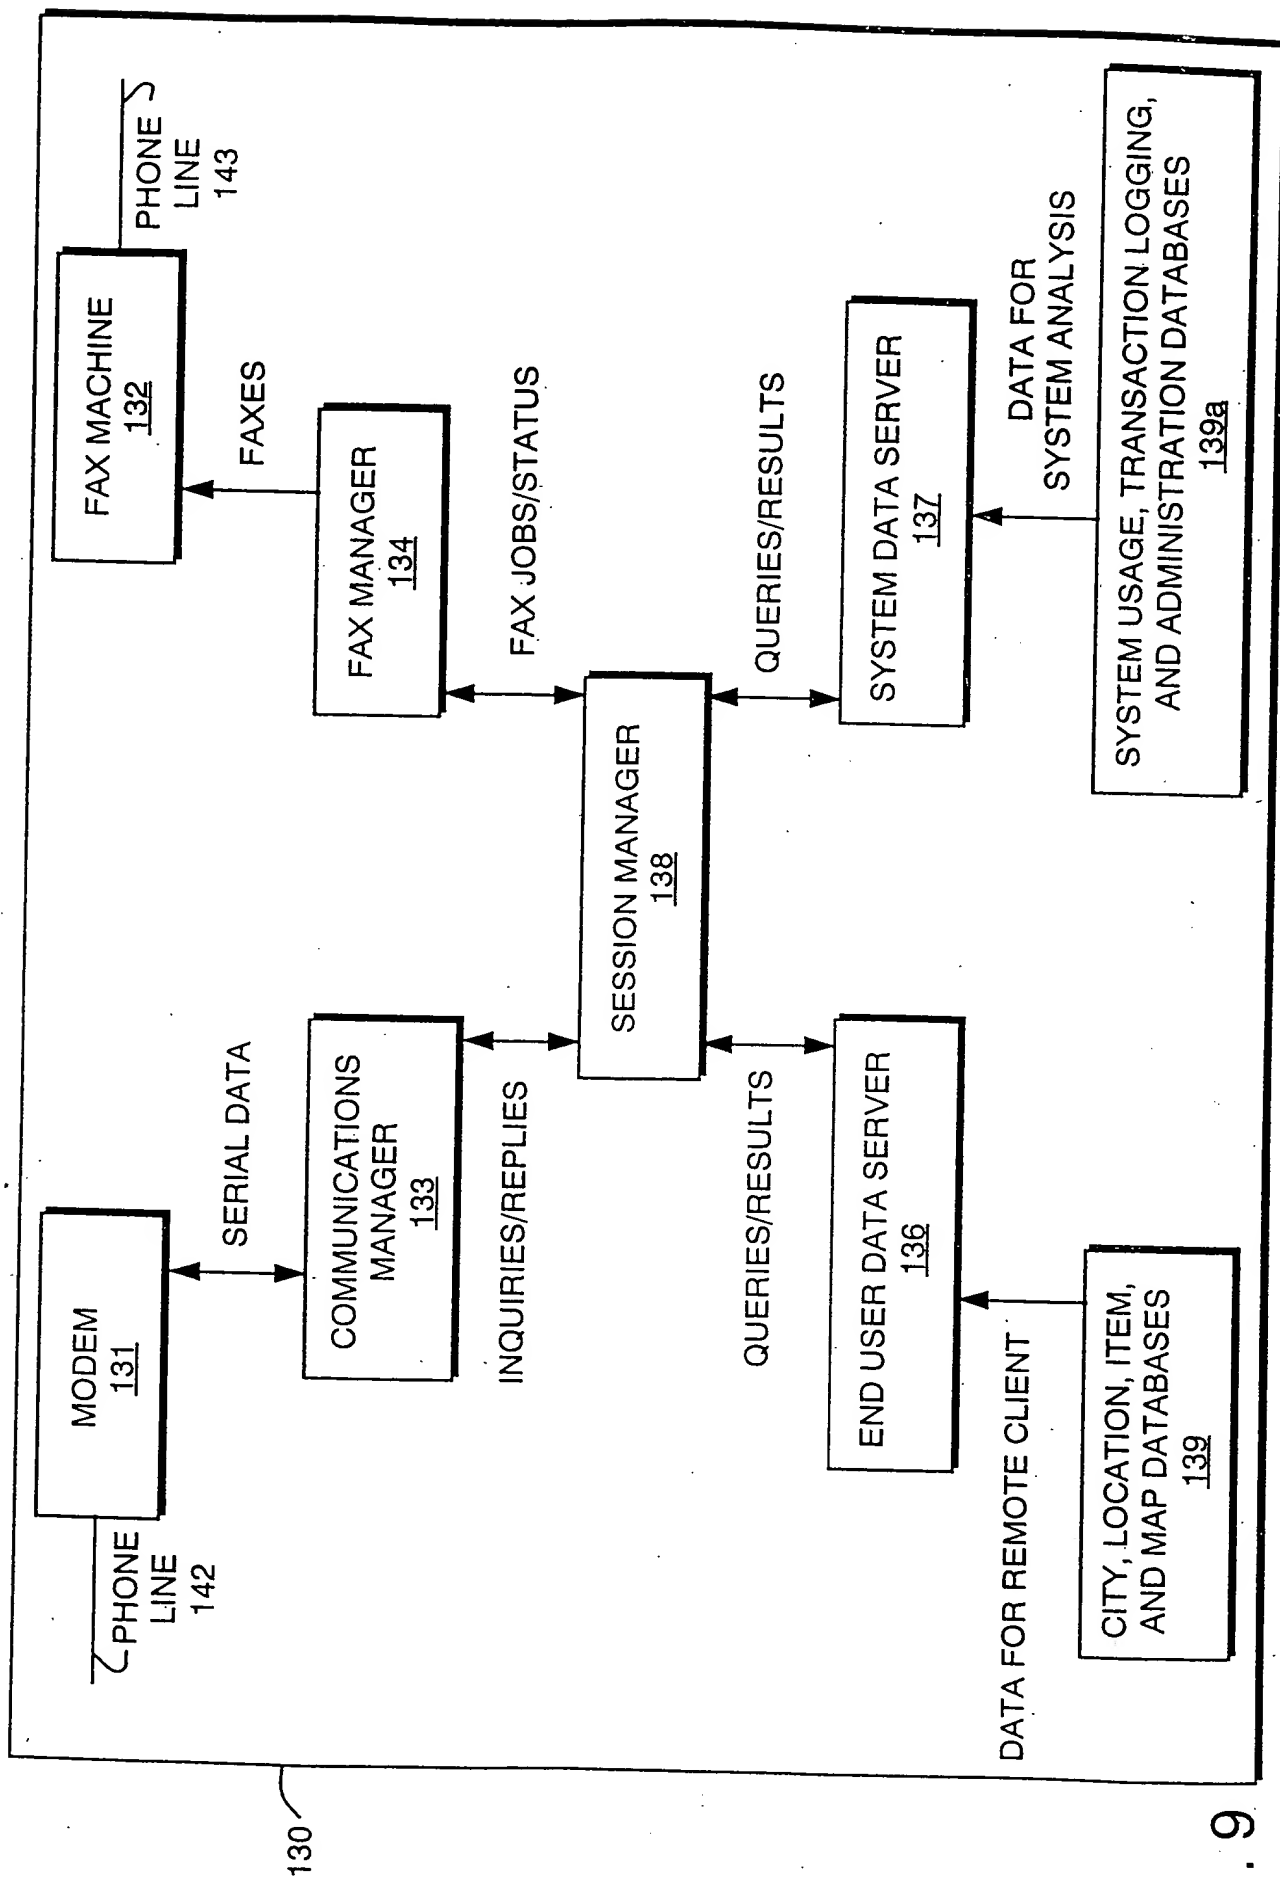 MODEM
131
PHONE
LINE
142
SERIAL DATA
COMMUNICATIONS
MANAGER
133
INQUIRIES/REPLIES
FAX MACHINE
132
PHONE
LINE
143
FAXES
FAX MANAGER
134
FAX JOBS/STATUS
SESSION MANAGER
138
QUERIES/RESULTS
QUERIES/RESULTS
END USER DATA SERVER
136
SYSTEM DATA SERVER
137
DATA FOR REMOTE CLIENT
DATA FOR
SYSTEM ANALYSIS
CITY, LOCATION, ITEM,
AND MAP DATABASES
139
SYSTEM USAGE, TRANSACTION LOGGING,
AND ADMINISTRATION DATABASES
139a
130
. 9